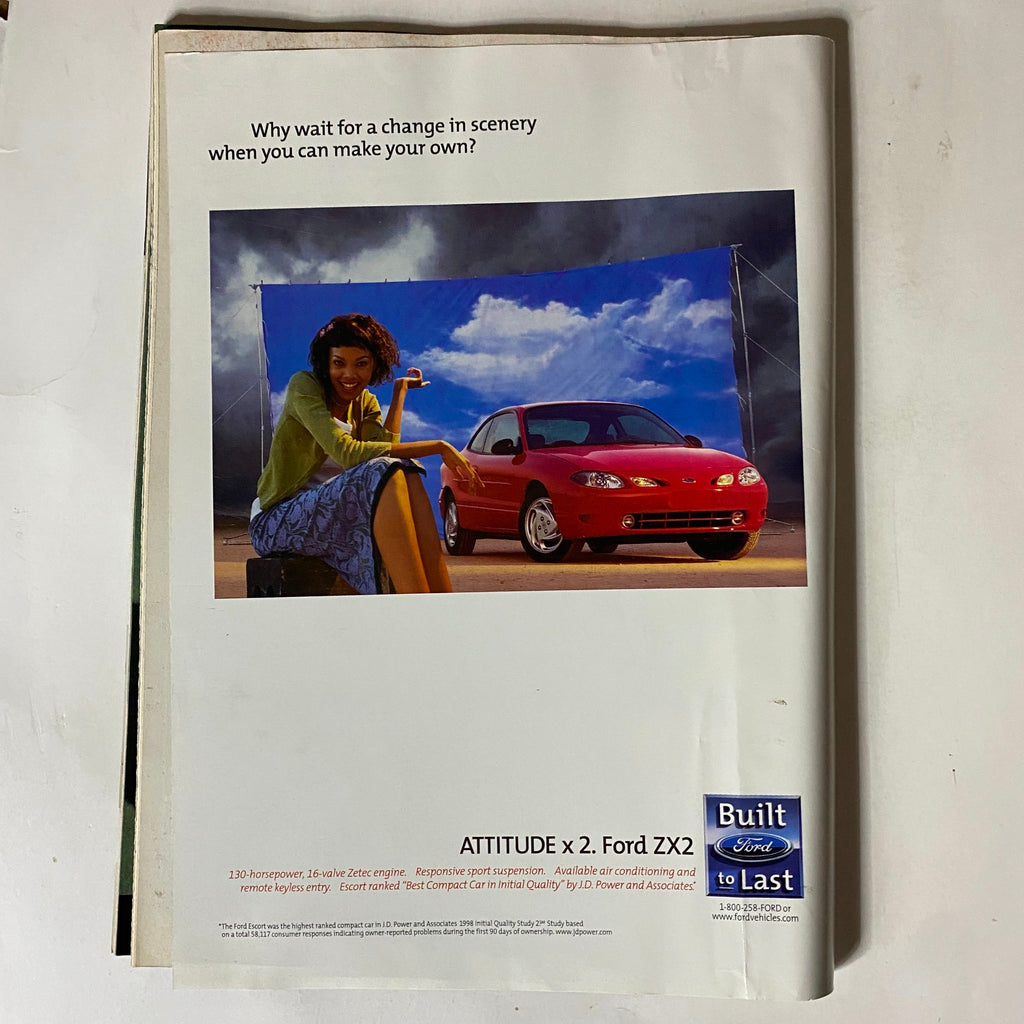 Why wait for a change in scenery
when you can make your own?
ATTITUDE x 2. Ford ZX2
130-horsepower, 16-valve Zetec engine. Responsive sport suspension. Available air conditioning and
remote keyless entry. Escort ranked "Best Compact Car in Initial Quality" by J.D. Power and Associates.*
Built
Ford
to Last
1-800-258-FORD or
www.fordvehicles.com
*The Ford Escort was the highest ranked compact car in J.D. Power and Associates 1998 Initial Quality Study 2℠ Study based
on a total 58,117 consumer responses indicating owner-reported problems during the first 90 days of ownership. www.jdpower.com